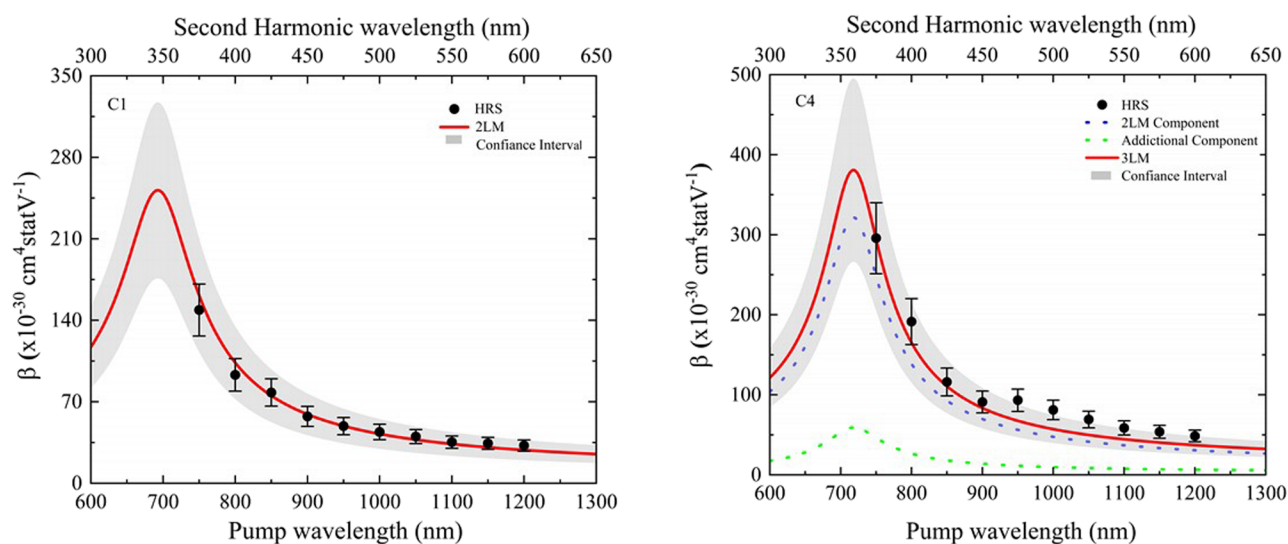 Second Harmonic wavelength (nm)
300 350 400 450 500 550 600 650
350
280
210
140
70
0
C1
HRS
2LM
Confiance Interval
β (x10⁻³⁰ cm⁴statV⁻¹)
600 700 800 900 1000 1100 1200 1300
Pump wavelength (nm)
Second Harmonic wavelength (nm)
300 350 400 450 500 550 600 650
500
400
300
200
100
0
C4
HRS
2LM Component
Addictional Component
3LM
Confiance Interval
β (x10⁻³⁰ cm⁴statV⁻¹)
600 700 800 900 1000 1100 1200 1300
Pump wavelength (nm)